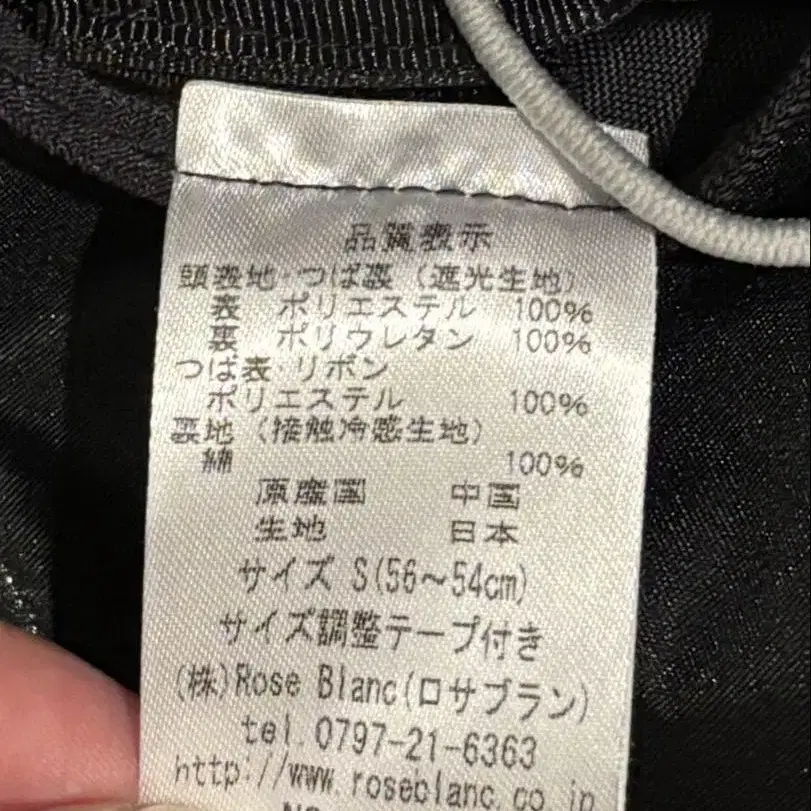 品質表示
頭表地・つば裏（遮光生地）
表 ポリエステル 100%
裏 ポリウレタン 100%
つば表・リボン
ポリエステル 100%
裏地（接触冷感生地）
綿 100%
原産国 中国
生地 日本
サイズ S(56～54cm)
サイズ調整テープ付き
(株)Rose Blanc(ロサブラン)
tel.0797-21-6363
http://www.roseblanc.co.jp